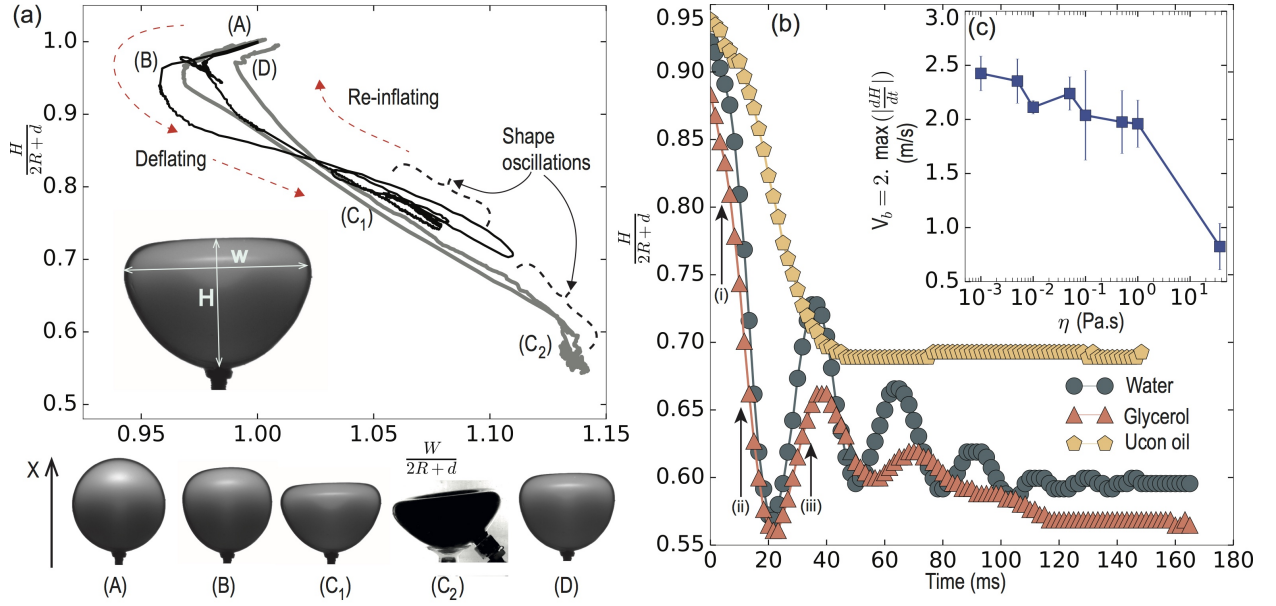 (a)
H
2R + d
1.0
0.9
0.8
0.7
0.6
0.5
(A)
(B)
(D)
Re-inflating
Deflating
Shape
oscillations
(C1)
(C2)
W
H
0.95
1.00
1.05
1.10
1.15
W
2R + d
X
(A)
(B)
(C1)
(C2)
(D)
(b)
H
2R + d
0.95
0.90
0.85
0.80
0.75
0.70
0.65
0.60
0.55
(i)
(ii)
(iii)
Water
Glycerol
Ucon oil
0
20
40
60
80
100
120
140
160
180
Time (ms)
(c)
V_b = 2. max (|dH/dt|)
(m/s)
3.0
2.5
2.0
1.5
1.0
0.5
10^-3
10^-2
10^-1
10^0
10^1
η (Pa.s)